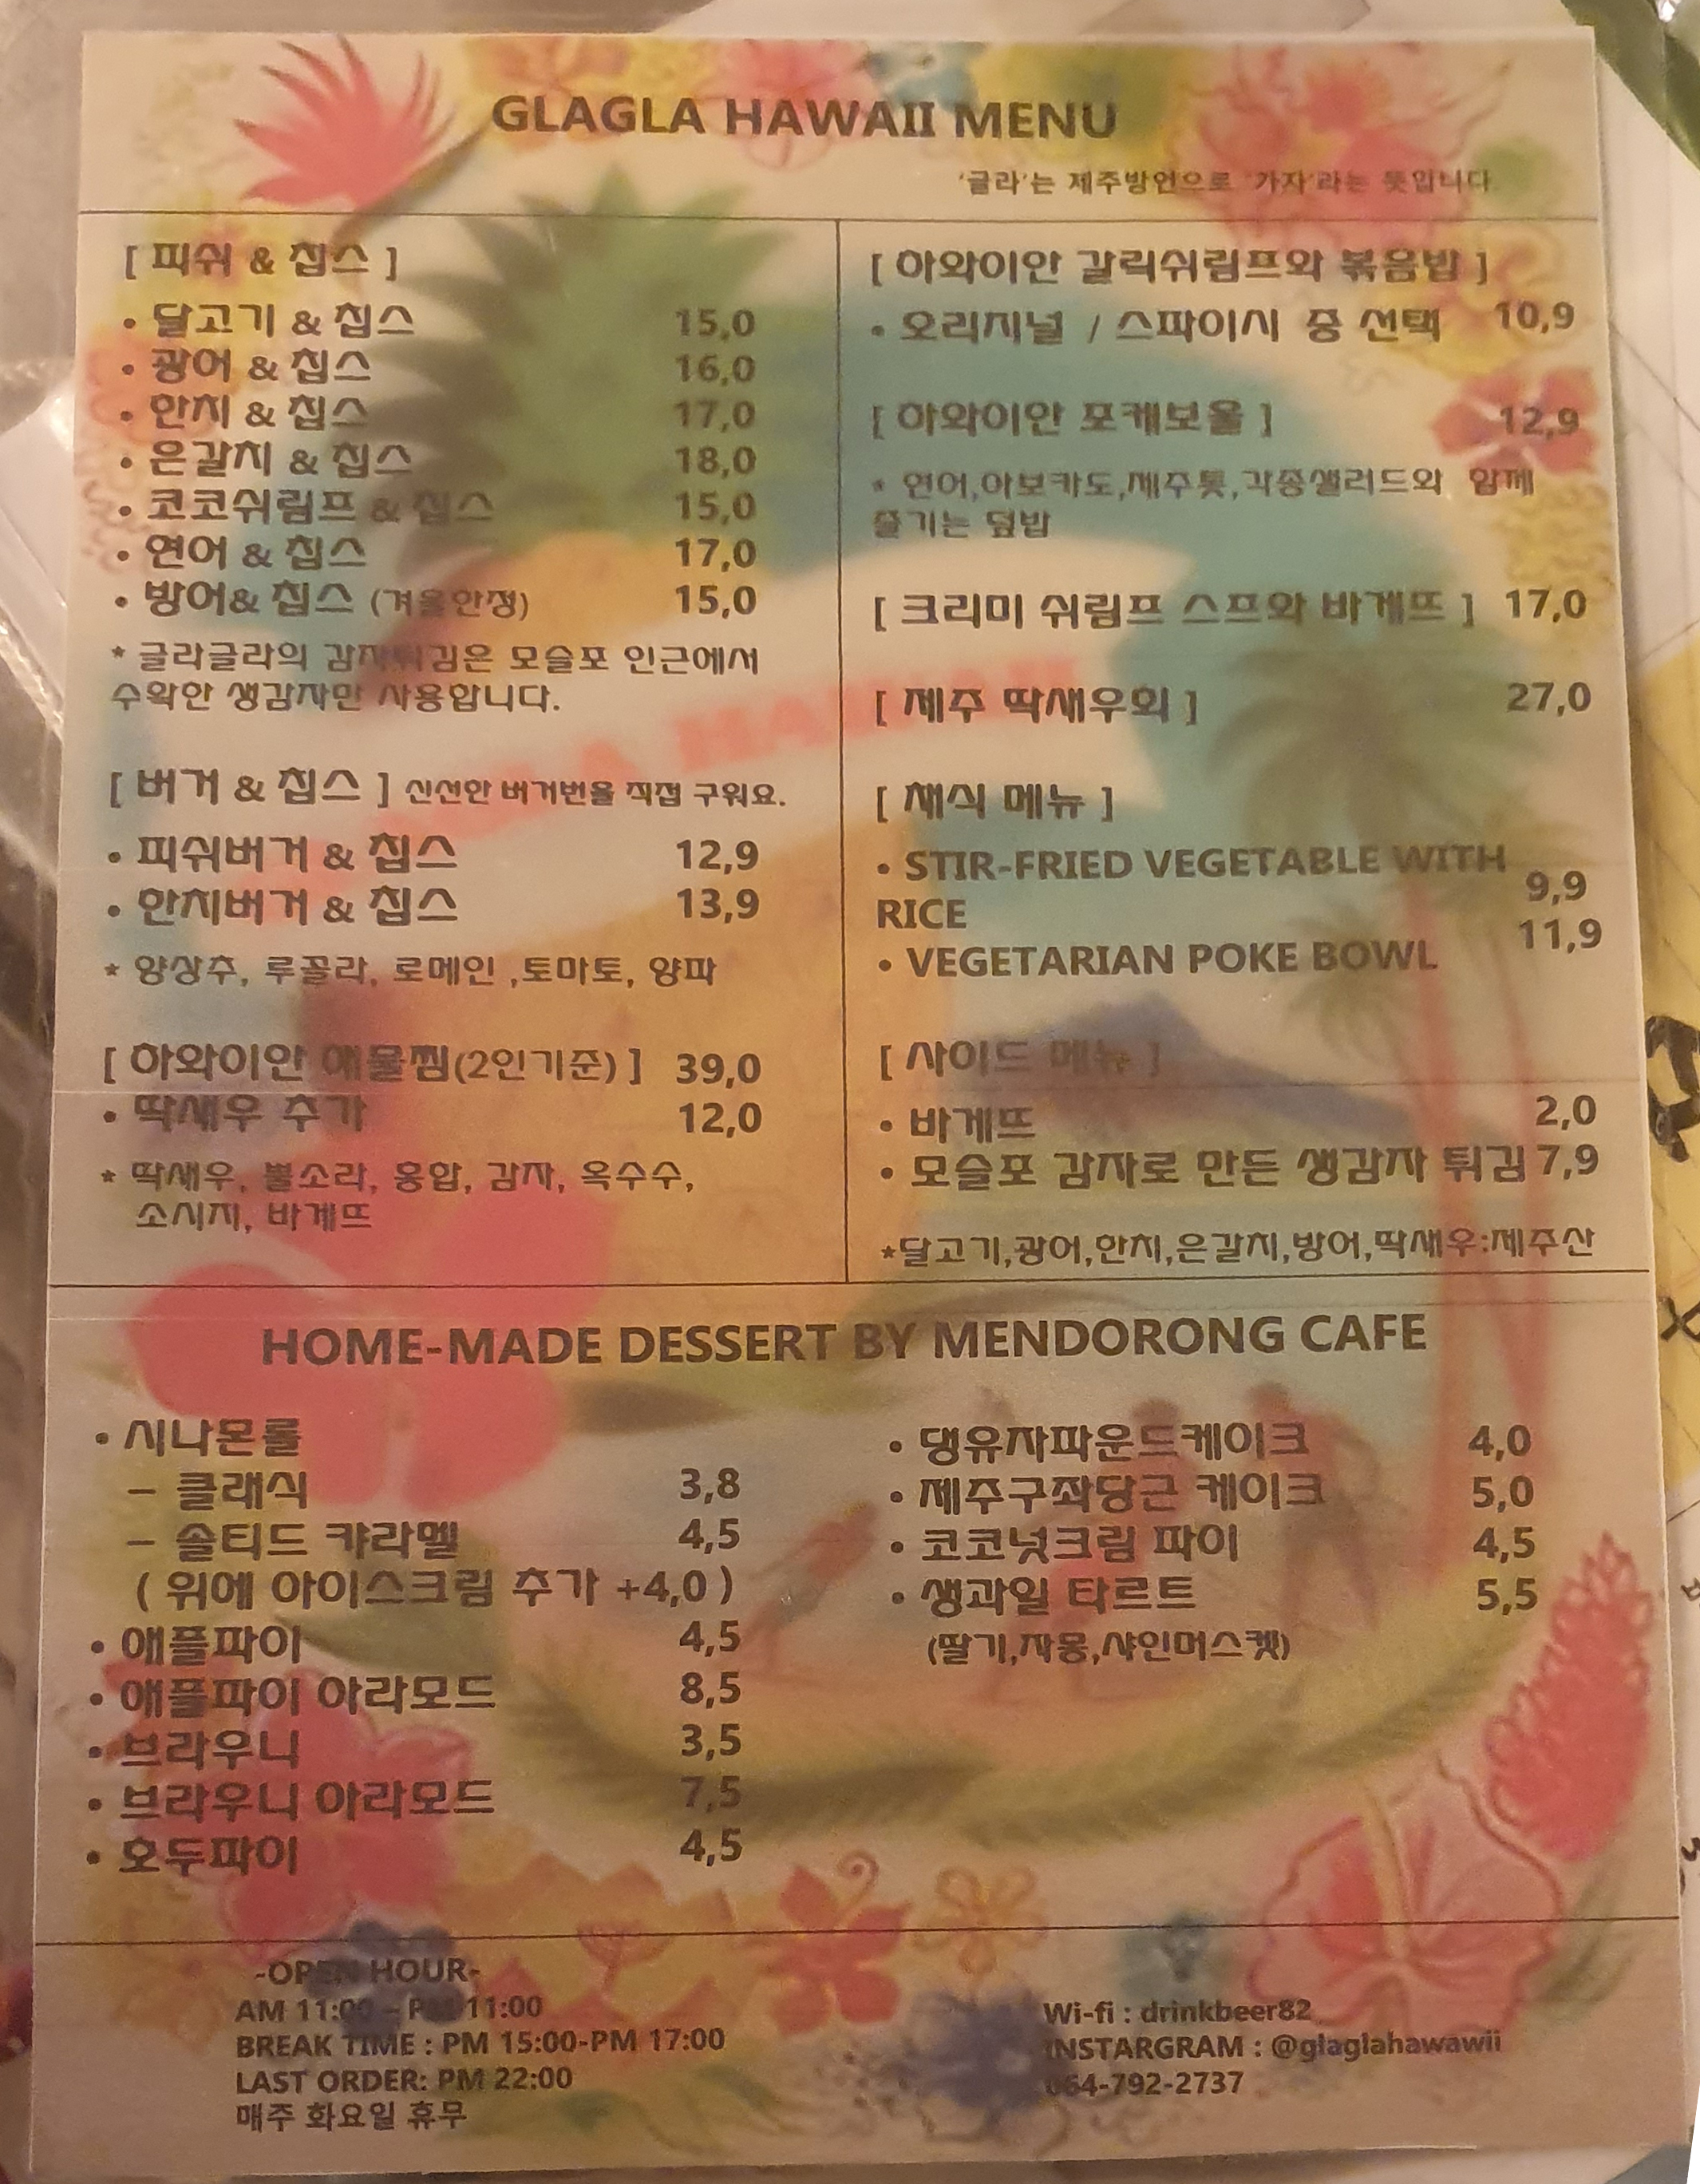 GLAGLA HAWAII MENU
'글라'는 제주방언으로 '가자'라는 뜻입니다.
[ 피쉬 & 칩스 ]
• 달고기 & 칩스 15,0
• 광어 & 칩스 16,0
• 한치 & 칩스 17,0
• 은갈치 & 칩스 18,0
• 코코쉬림프 & 칩스 15,0
• 연어 & 칩스 17,0
• 방어& 칩스 (겨울한정) 15,0
* 글라글라의 감자튀김은 모슬포 인근에서
수확한 생감자만 사용합니다.
[ 버거 & 칩스 ] 신선한 버거번을 직접 구워요.
• 피쉬버거 & 칩스 12,9
• 한치버거 & 칩스 13,9
* 양상추, 루꼴라, 로메인 ,토마토, 양파
[ 하와이안 해물찜(2인기준) ] 39,0
• 딱새우 추가 12,0
* 딱새우, 뿔소라, 홍합, 감자, 옥수수,
소시지, 바게뜨
[ 하와이안 갈릭쉬림프와 볶음밥 ]
• 오리지널 / 스파이시 중 선택 10,9
[ 하와이안 포케보울 ] 12,9
* 연어,아보카도,제주톳,각종샐러드와 함께
즐기는 덮밥
[ 크리미 쉬림프 스프와 바게뜨 ] 17,0
[ 제주 딱새우회 ] 27,0
[ 채식 메뉴 ]
• STIR-FRIED VEGETABLE WITH
RICE 9,9
• VEGETARIAN POKE BOWL 11,9
[ 사이드 메뉴 ]
• 바게뜨 2,0
• 모슬포 감자로 만든 생감자 튀김 7,9
*달고기,광어,한치,은갈치,방어,딱새우:제주산
HOME-MADE DESSERT BY MENDORONG CAFE
• 시나몬롤
– 클래식 3,8
– 솔티드 캬라멜 4,5
( 위에 아이스크림 추가 +4,0 )
• 애플파이 4,5
• 애플파이 아라모드 8,5
• 브라우니 3,5
• 브라우니 아라모드 7,5
• 호두파이 4,5
• 댕유자파운드케이크 4,0
• 제주구좌당근 케이크 5,0
• 코코넛크림 파이 4,5
• 생과일 타르트 5,5
(딸기,자몽,샤인머스켓)
-OPEN HOUR-
AM 11:00 – PM 11:00
BREAK TIME : PM 15:00-PM 17:00
LAST ORDER: PM 22:00
매주 화요일 휴무
Wi-fi : drinkbeer82
INSTARGRAM : @glaglahawawii
064-792-2737